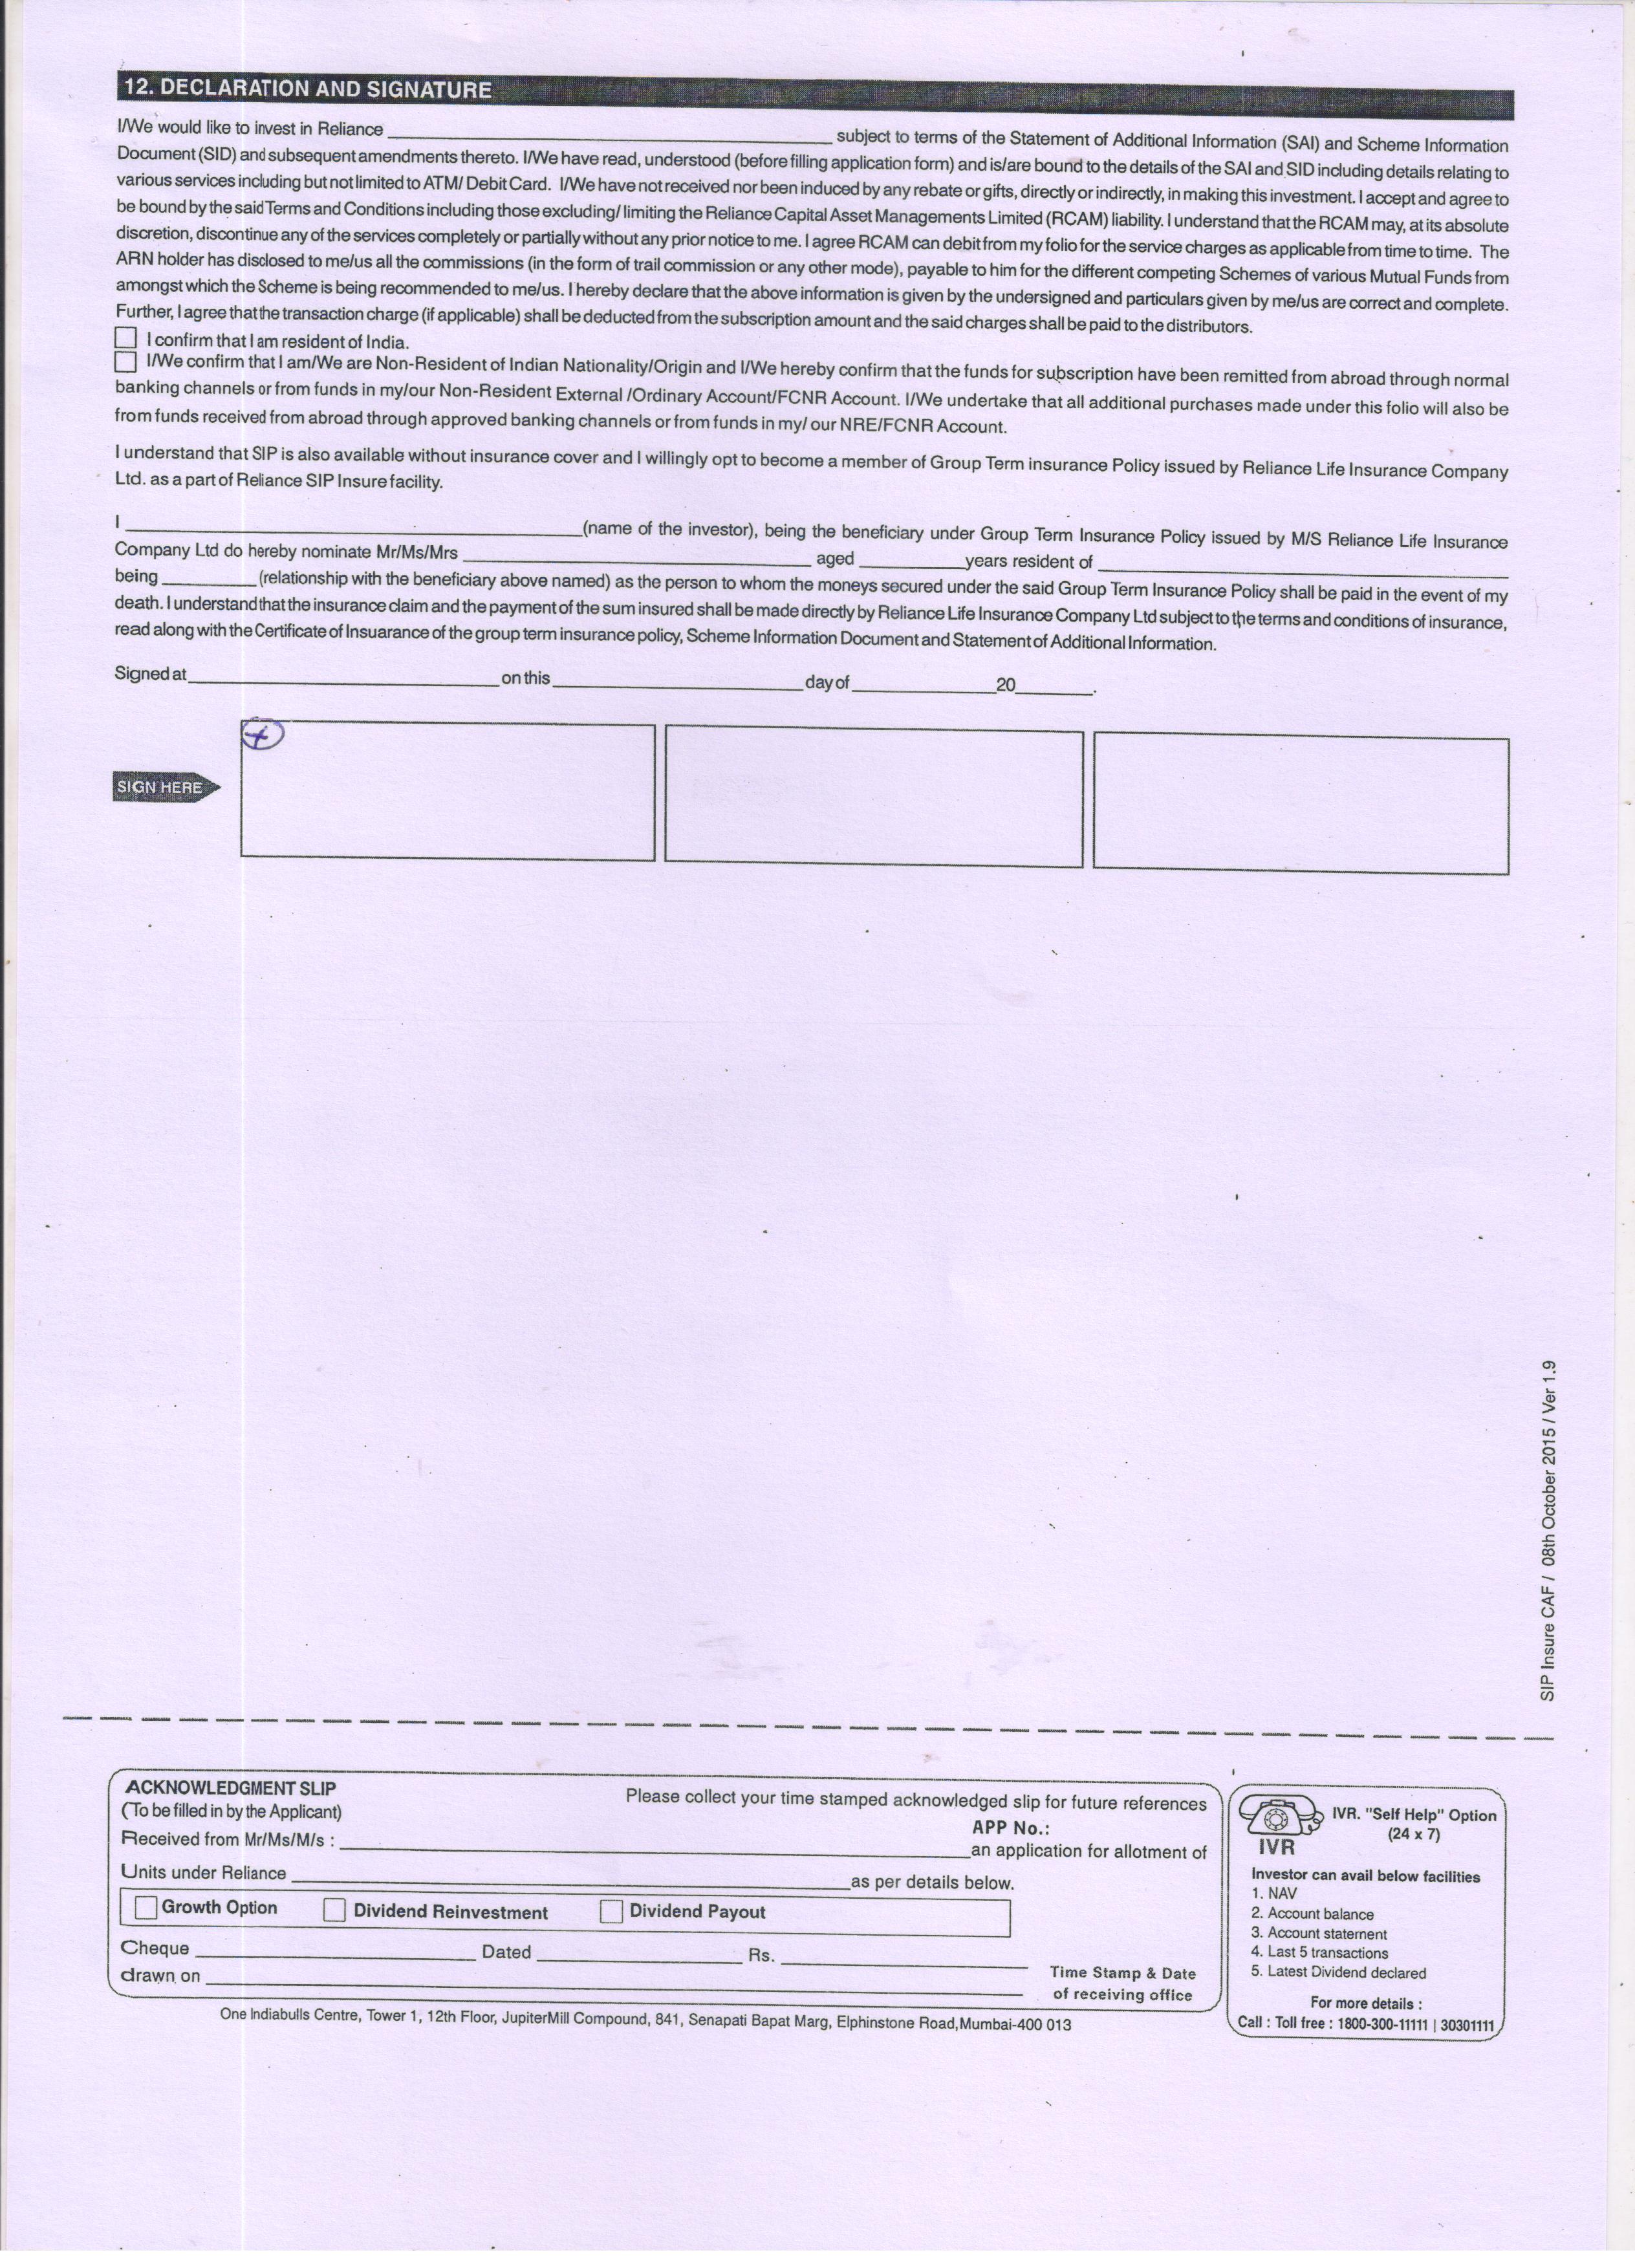 12. DECLARATION AND SIGNATURE
I/We would like to invest in Reliance ______ subject to terms of the Statement of Additional Information (SAI) and Scheme Information
Document (SID) and subsequent amendments thereto. I/We have read, understood (before filling application form) and is/are bound to the details of the SAI and SID including details relating to
various services including but not limited to ATM/ Debit Card. I/We have not received nor been induced by any rebate or gifts, directly or indirectly, in making this investment. I accept and agree to
be bound by the said Terms and Conditions including those excluding/ limiting the Reliance Capital Asset Managements Limited (RCAM) liability. I understand that the RCAM may, at its absolute
discretion, discontinue any of the services completely or partially without any prior notice to me. I agree RCAM can debit from my folio for the service charges as applicable from time to time. The
ARN holder has disclosed to me/us all the commissions (in the form of trail commission or any other mode), payable to him for the different competing Schemes of various Mutual Funds from
amongst which the Scheme is being recommended to me/us. I hereby declare that the above information is given by the undersigned and particulars given by me/us are correct and complete.
Further, I agree that the transaction charge (if applicable) shall be deducted from the subscription amount and the said charges shall be paid to the distributors.
I confirm that I am resident of India.
I/We confirm that I am/We are Non-Resident of Indian Nationality/Origin and I/We hereby confirm that the funds for subscription have been remitted from abroad through normal
banking channels or from funds in my/our Non-Resident External /Ordinary Account/FCNR Account. I/We undertake that all additional purchases made under this folio will also be
from funds received from abroad through approved banking channels or from funds in my/ our NRE/FCNR Account.
I understand that SIP is also available without insurance cover and I willingly opt to become a member of Group Term insurance Policy issued by Reliance Life Insurance Company
Ltd. as a part of Reliance SIP Insure facility.
I ______ (name of the investor), being the beneficiary under Group Term Insurance Policy issued by M/S Reliance Life Insurance
Company Ltd do hereby nominate Mr/Ms/Mrs ______ aged ______ years resident of ______
being ______ (relationship with the beneficiary above named) as the person to whom the moneys secured under the said Group Term Insurance Policy shall be paid in the event of my
death. I understand that the insurance claim and the payment of the sum insured shall be made directly by Reliance Life Insurance Company Ltd subject to the terms and conditions of insurance,
read along with the Certificate of Insuarance of the group term insurance policy, Scheme Information Document and Statement of Additional Information.
Signed at ______ on this ______ day of ______ 20______.
SIGN HERE
SIP Insure CAF / 08th October 2015 / Ver 1.9
ACKNOWLEDGMENT SLIP
Please collect your time stamped acknowledged slip for future references
(To be filled in by the Applicant)
APP No.:
Received from Mr/Ms/M/s : ______ an application for allotment of
Units under Reliance ______ as per details below.
Growth Option Dividend Reinvestment Dividend Payout
Cheque ______ Dated ______ Rs. ______
drawn on ______
Time Stamp & Date
of receiving office
One Indiabulls Centre, Tower 1, 12th Floor, JupiterMill Compound, 841, Senapati Bapat Marg, Elphinstone Road,Mumbai-400 013
IVR
IVR. "Self Help" Option
(24 x 7)
Investor can avail below facilities
1. NAV
2. Account balance
3. Account statement
4. Last 5 transactions
5. Latest Dividend declared
For more details :
Call : Toll free : 1800-300-11111 | 30301111